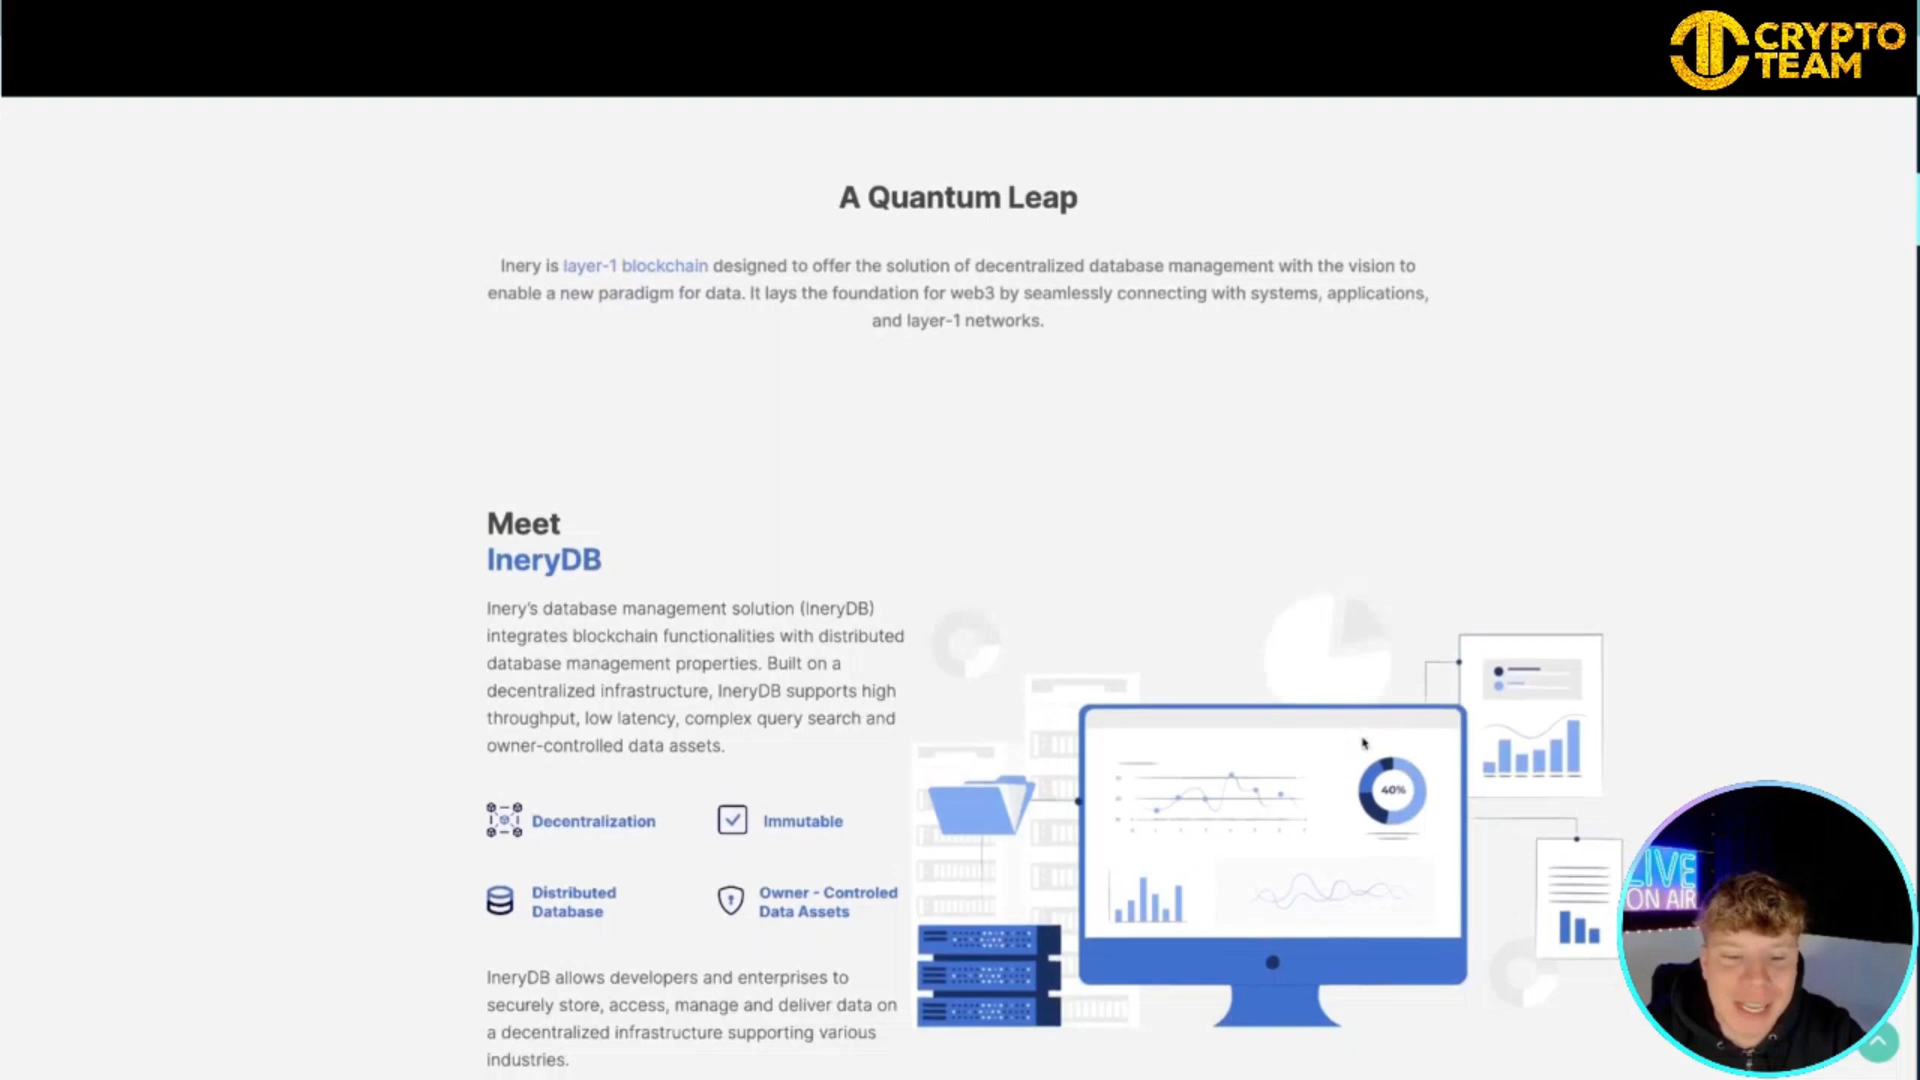 CRYPTO
TEAM
A Quantum Leap
Inery is layer-1 blockchain designed to offer the solution of decentralized database management with the vision to
enable a new paradigm for data. It lays the foundation for web3 by seamlessly connecting with systems, applications,
and layer-1 networks.
Meet
IneryDB
Inery's database management solution (IneryDB)
integrates blockchain functionalities with distributed
database management properties. Built on a
decentralized infrastructure, IneryDB supports high
throughput, low latency, complex query search and
owner-controlled data assets.
Decentralization
Immutable
Distributed
Database
Owner - Controled
Data Assets
IneryDB allows developers and enterprises to
securely store, access, manage and deliver data on
a decentralized infrastructure supporting various
industries.
40%
LIVE
ON AIR